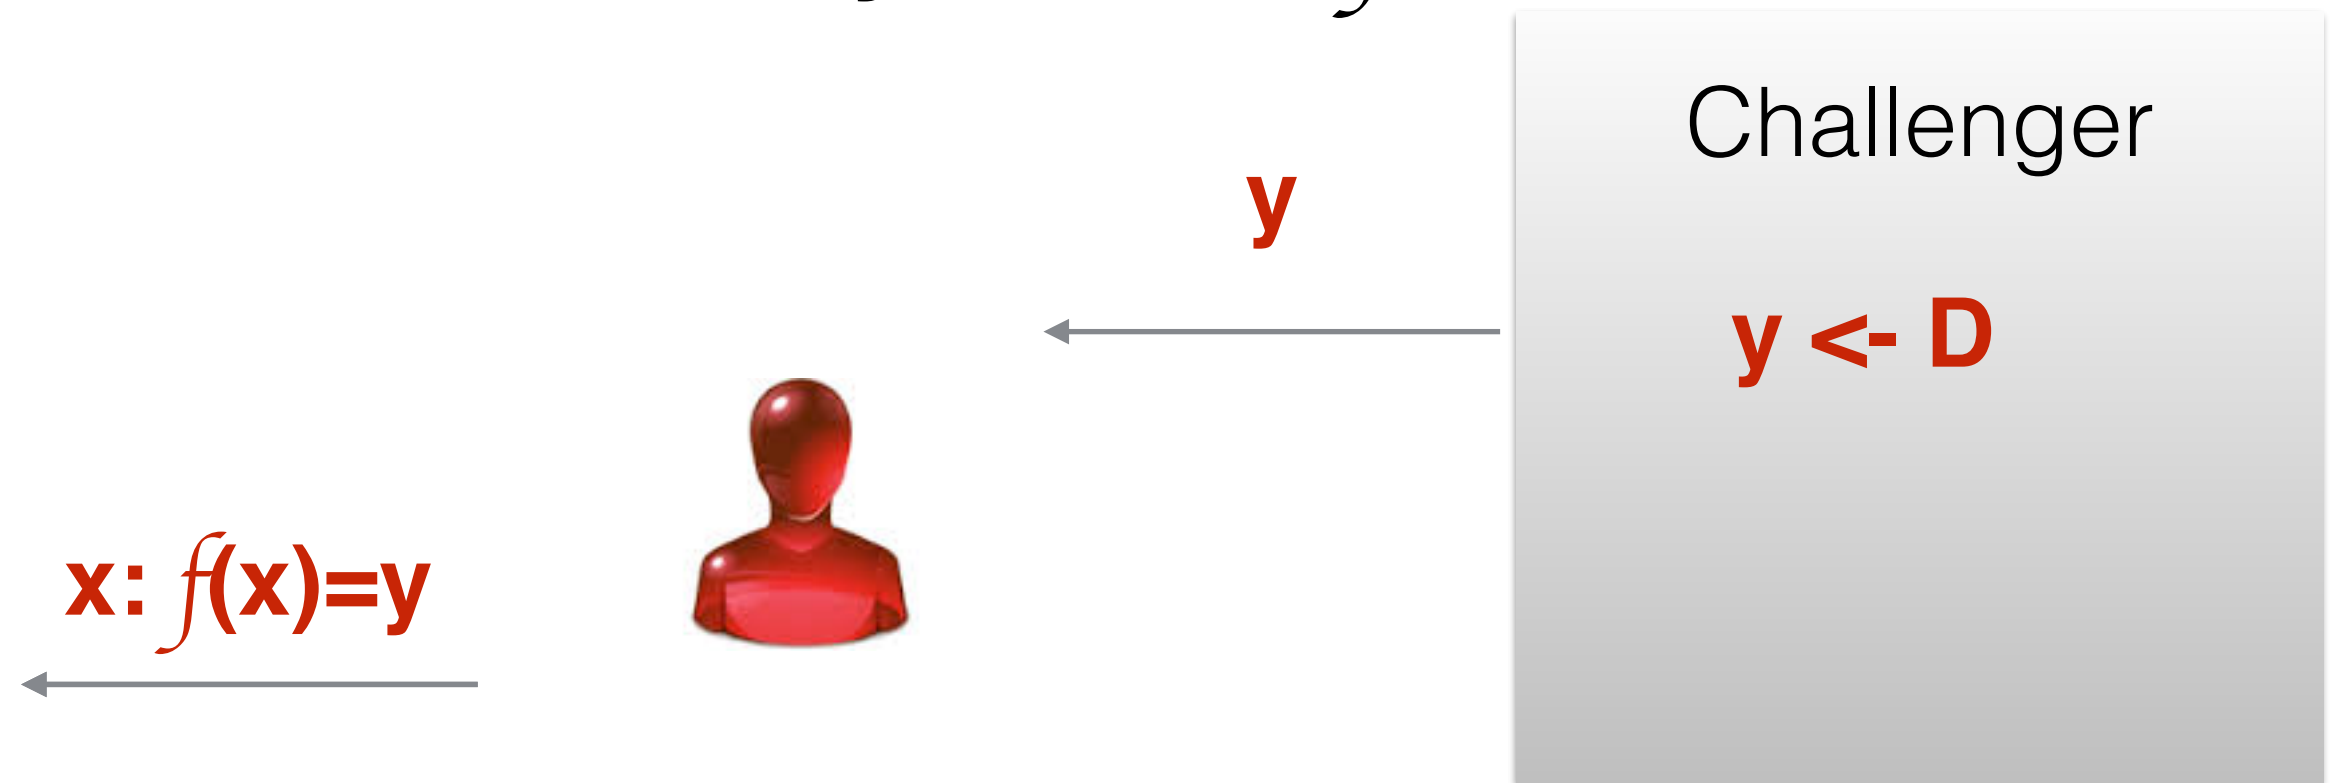 Challenger
y
y <- D
x: f(x)=y